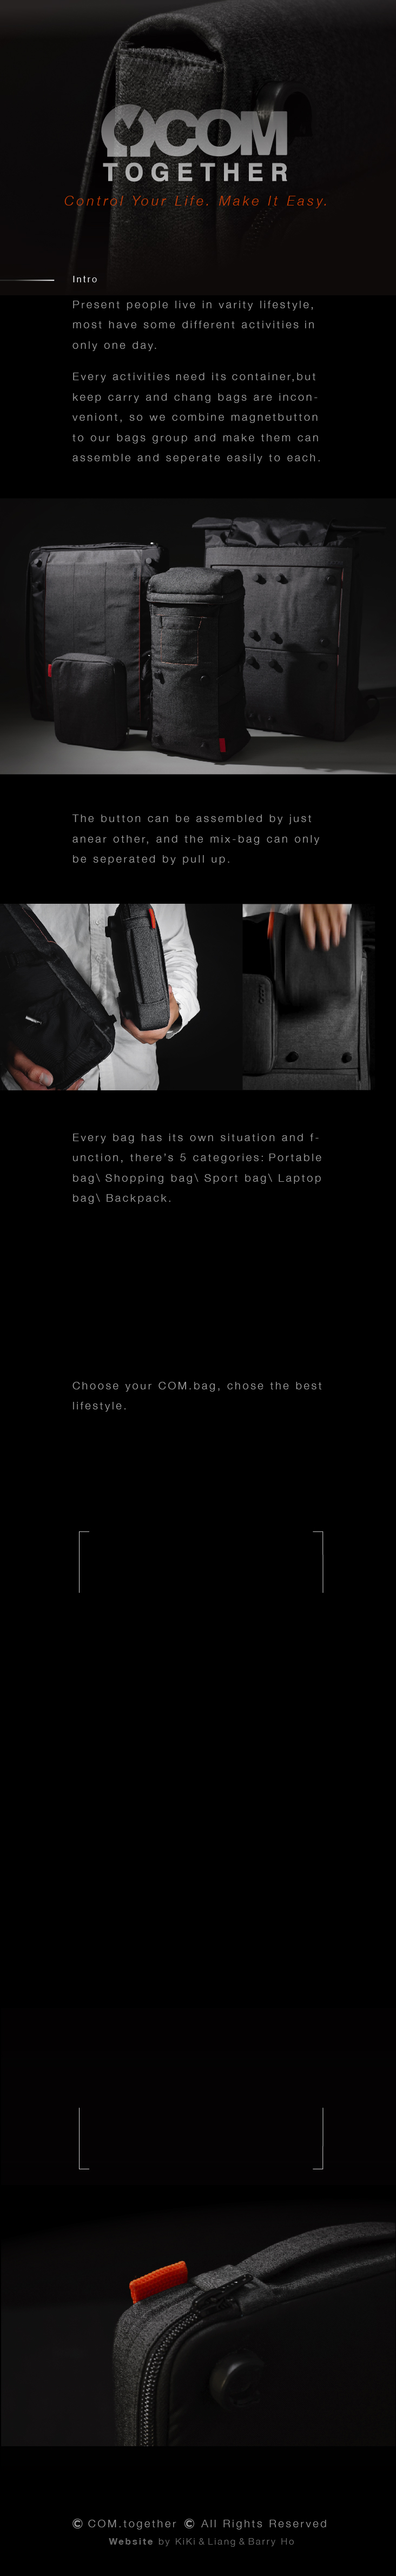 COM
TOGETHER
Control Your Life. Make It Easy.
Intro
Present people live in varity lifestyle,
most have some different activities in
only one day.
Every activities need its container,but
keep carry and chang bags are incon-
veniont, so we combine magnetbutton
to our bags group and make them can
assemble and seperate easily to each.
The button can be assembled by just
anear other, and the mix-bag can only
be seperated by pull up.
Every bag has its own situation and f-
unction, there's 5 categories: Portable
bag\ Shopping bag\ Sport bag\ Laptop
bag\ Backpack.
Choose your COM.bag, chose the best
lifestyle.
© COM.together © All Rights Reserved
Website by KiKi & Liang & Barry Ho